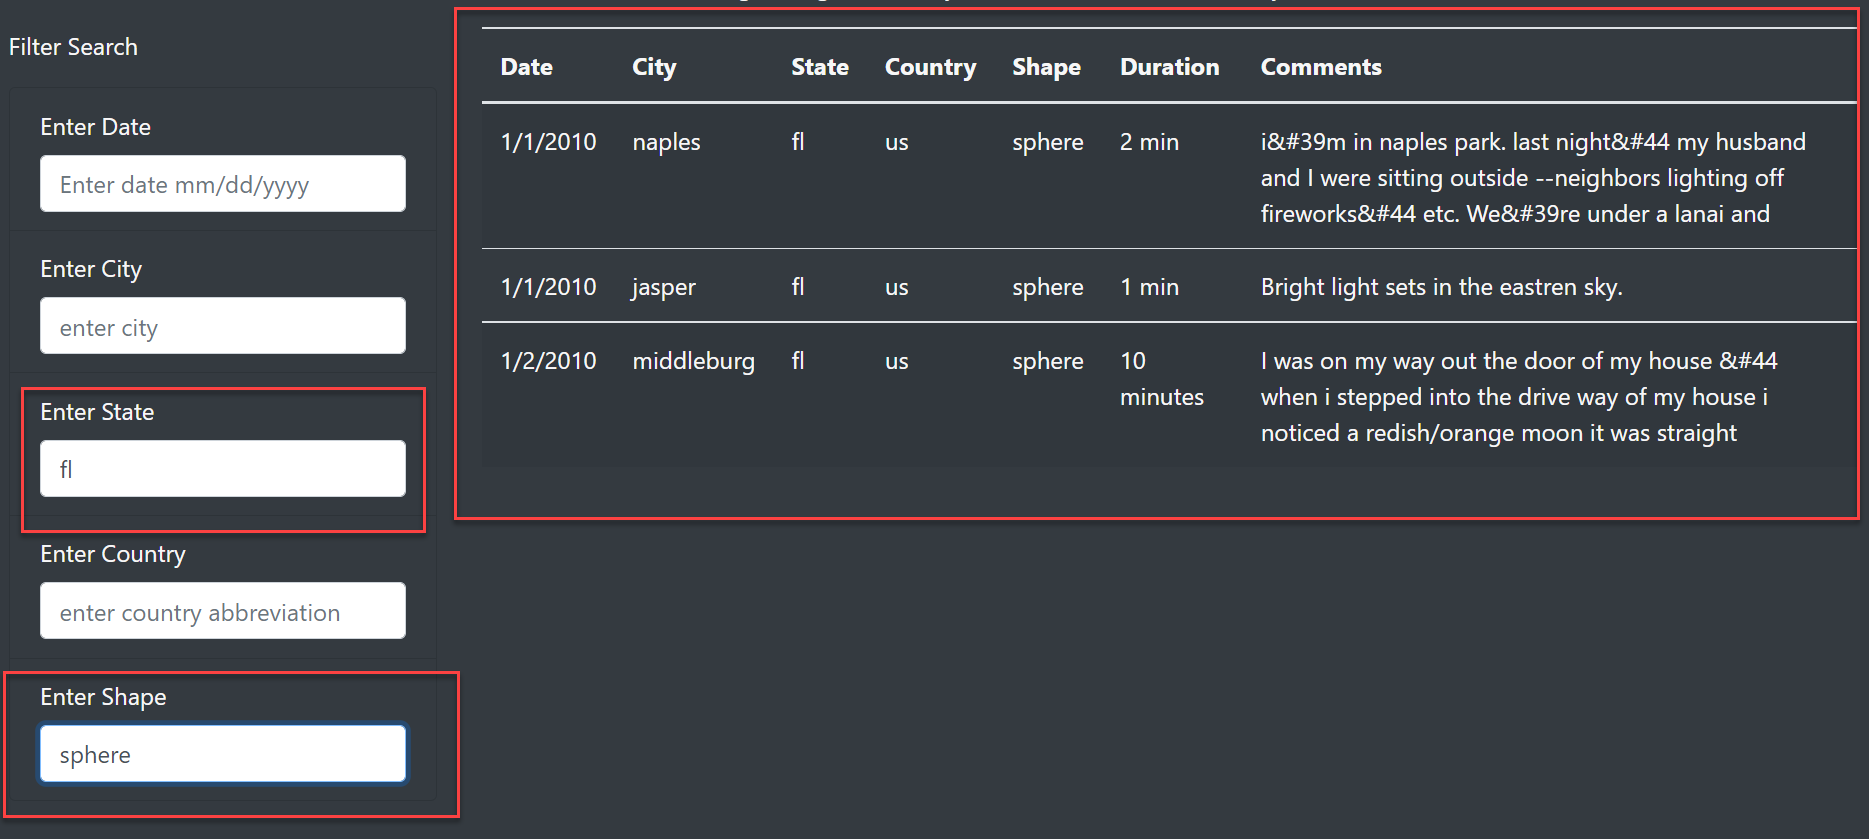 Filter Search
Enter Date
Enter date mm/dd/yyyy
Enter City
enter city
Enter State
fl
Enter Country
enter country abbreviation
Enter Shape
sphere
Date City State Country Shape Duration Comments
1/1/2010 naples fl us sphere 2 min i&#39m in naples park. last night&#44 my husband
and I were sitting outside --neighbors lighting off
fireworks&#44 etc. We&#39re under a lanai and
1/1/2010 jasper fl us sphere 1 min Bright light sets in the eastren sky.
1/2/2010 middleburg fl us sphere 10 I was on my way out the door of my house &#44
minutes when i stepped into the drive way of my house i
noticed a redish/orange moon it was straight